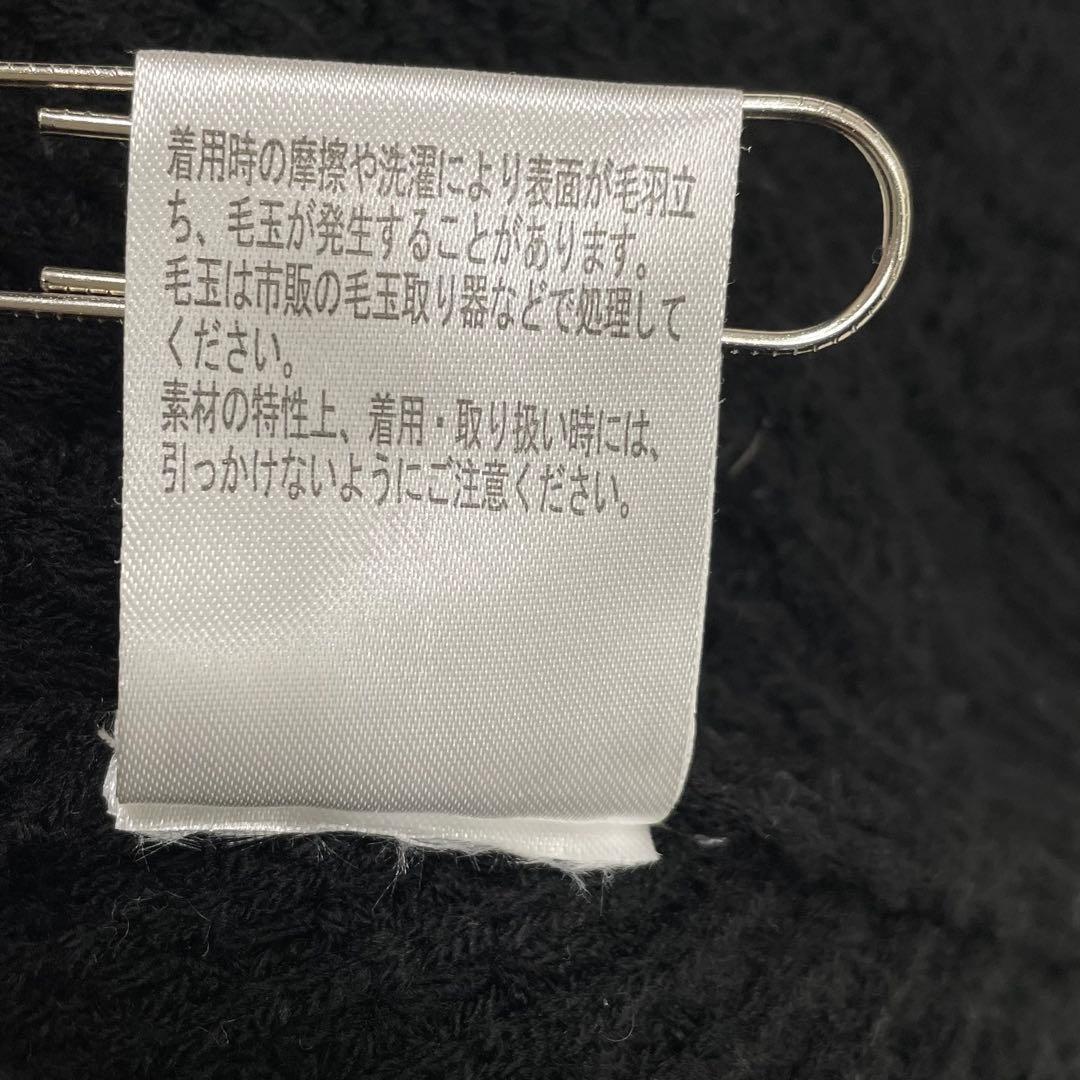 着用時の摩擦や洗濯により表面が毛羽立
ち、毛玉が発生することがあります。
毛玉は市販の毛玉取り器などで処理して
ください。
素材の特性上、着用・取り扱い時には、
引っかけないようにご注意ください。